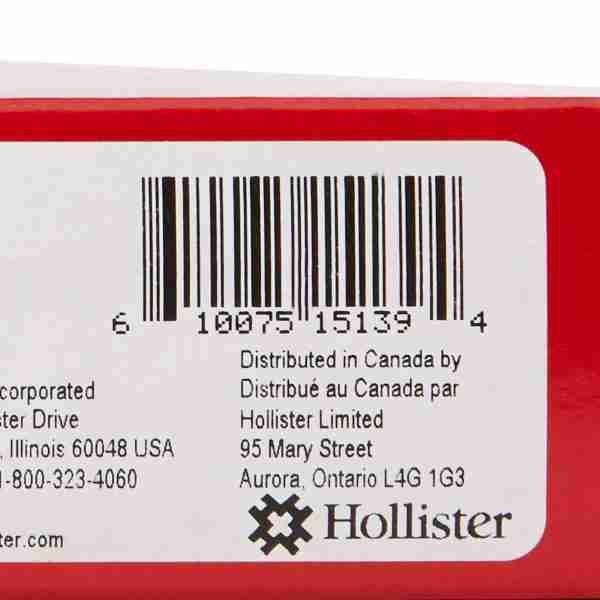 6 10075 15139 4
corporated
ster Drive
, Illinois 60048 USA
1-800-323-4060
ter.com
Distributed in Canada by
Distribué au Canada par
Hollister Limited
95 Mary Street
Aurora, Ontario L4G 1G3
Hollister